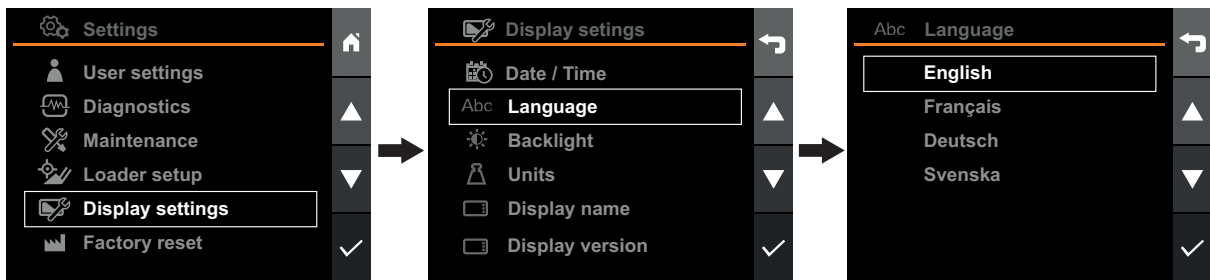 Settings
User settings
Diagnostics
Maintenance
Loader setup
Display settings
Factory reset
Display setings
Date / Time
Abc Language
Backlight
Units
Display name
Display version
Abc Language
English
Français
Deutsch
Svenska